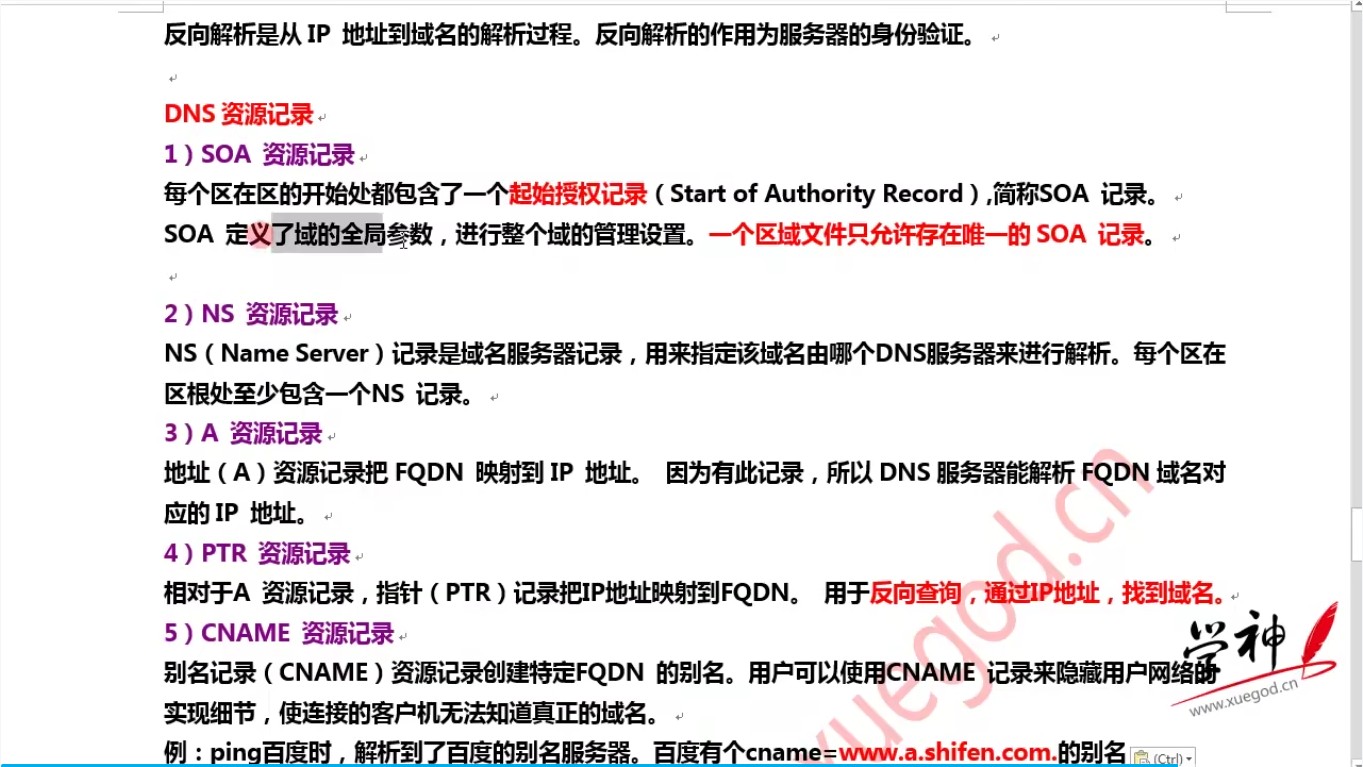 反向解析是从 IP 地址到域名的解析过程。反向解析的作用为服务器的身份验证。
DNS 资源记录
1）SOA 资源记录
每个区在区的开始处都包含了一个起始授权记录（Start of Authority Record）,简称SOA 记录。
SOA 定义了域的全局参数，进行整个域的管理设置。一个区域文件只允许存在唯一的 SOA 记录。
2）NS 资源记录
NS（Name Server）记录是域名服务器记录，用来指定该域名由哪个DNS服务器来进行解析。每个区在
区根处至少包含一个NS 记录。
3）A 资源记录
地址（A）资源记录把 FQDN 映射到 IP 地址。 因为有此记录，所以 DNS 服务器能解析 FQDN 域名对
应的 IP 地址。
4）PTR 资源记录
相对于A 资源记录，指针（PTR）记录把IP地址映射到FQDN。 用于反向查询，通过IP地址，找到域名。
5）CNAME 资源记录
别名记录（CNAME）资源记录创建特定FQDN 的别名。用户可以使用CNAME 记录来隐藏用户网络的
实现细节，使连接的客户机无法知道真正的域名。
例：ping百度时，解析到了百度的别名服务器。百度有个cname=www.a.shifen.com.的别名
(Ctrl)
xuegod.cn
学神
www.xuegod.cn